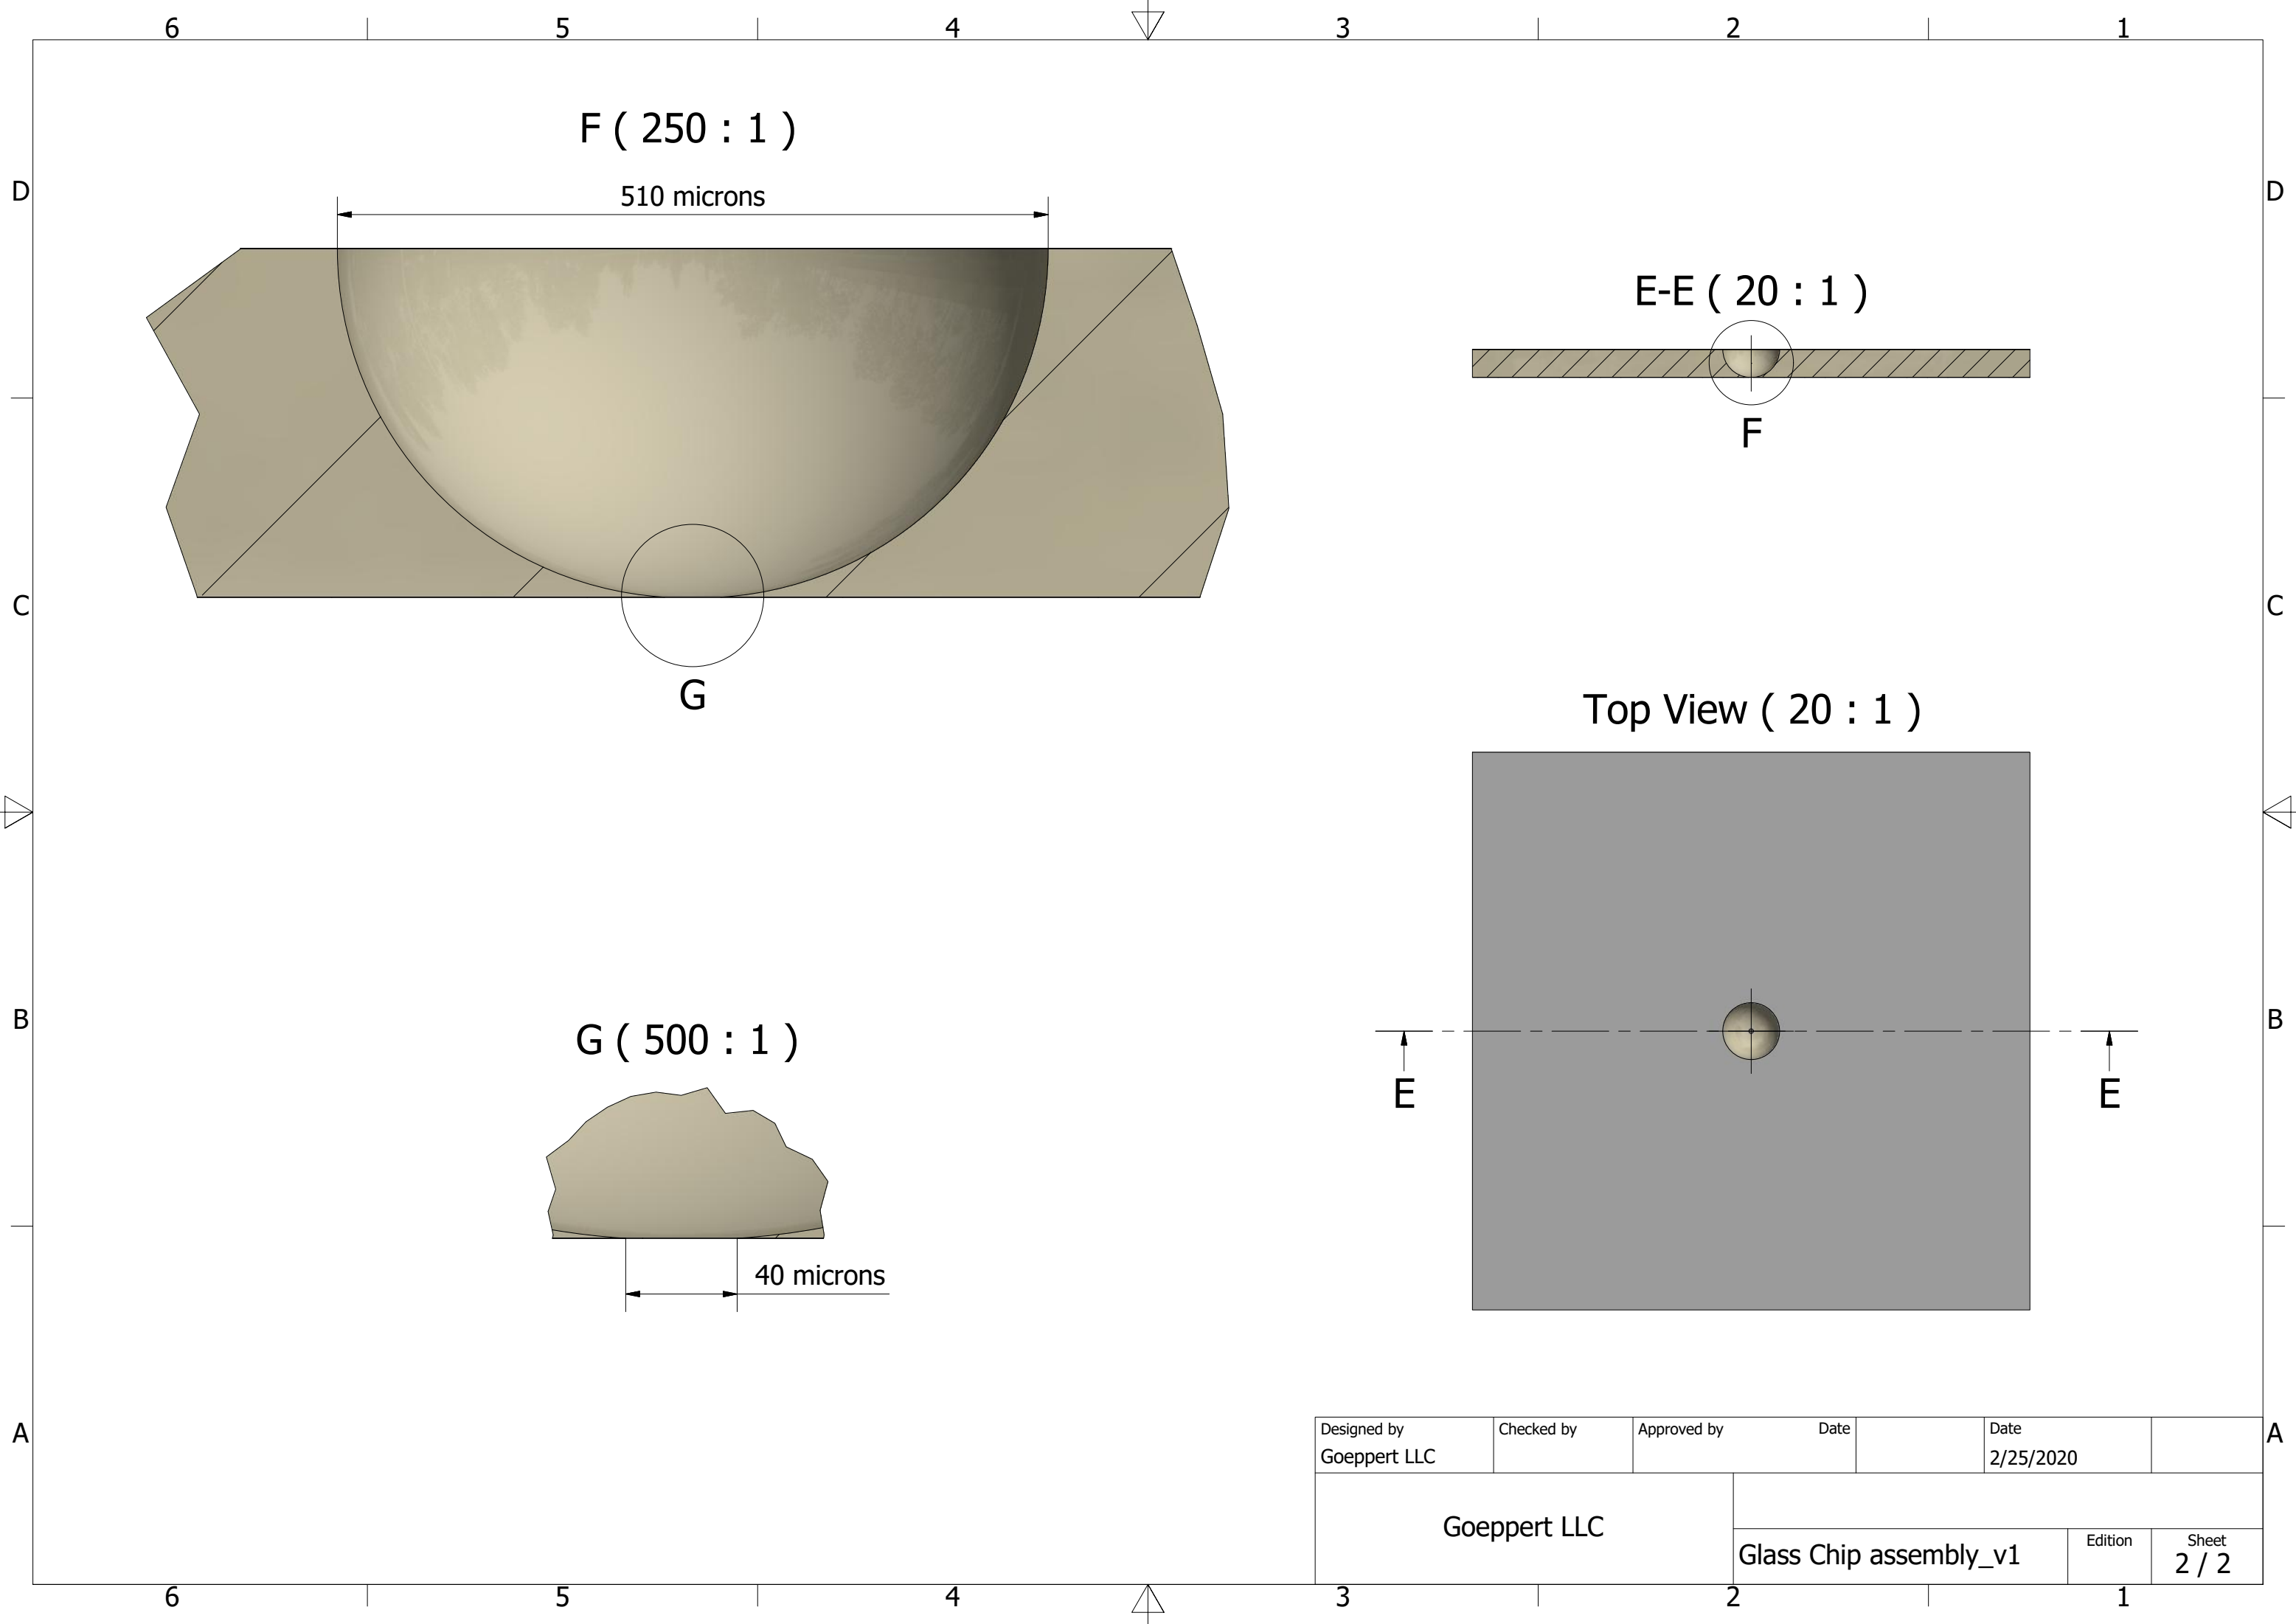 6 5 4 3 2 1
F ( 250 : 1 )
D D
510 microns
E-E ( 20 : 1 )
F
C C
G
Top View ( 20 : 1 )
B B
G ( 500 : 1 )
E E
40 microns
A A
Designed by Checked by Approved by Date Date
Goeppert LLC 2/25/2020
Goeppert LLC
Edition Sheet
Glass Chip assembly_v1 2 / 2
6 5 4 3 2 1